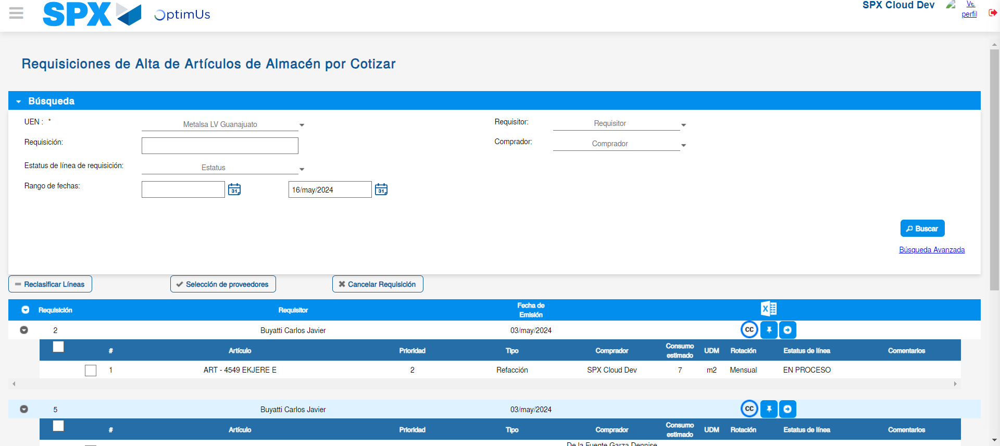 SPX OptimUs
SPX Cloud Dev
perfil
Requisiciones de Alta de Artículos de Almacén por Cotizar
Búsqueda
UEN : * Metalsa LV Guanajuato Requisitor: Requisitor
Requisición: Comprador: Comprador
Estatus de línea de requisición: Estatus
Rango de fechas: 31 16/may/2024 31
Buscar
Búsqueda Avanzada
Reclasificar Líneas Selección de proveedores Cancelar Requisición
Requisición Requisitor Fecha de Emisión X
2 Buyatti Carlos Javier 03/may/2024 CC
# Artículo Prioridad Tipo Comprador Consumo estimado UDM Rotación Estatus de línea Comentarios
1 ART - 4549 EKJERE E 2 Refacción SPX Cloud Dev 7 m2 Mensual EN PROCESO
5 Buyatti Carlos Javier 03/may/2024 CC
# Artículo Prioridad Tipo Comprador Consumo estimado UDM Rotación Estatus de línea Comentarios
De la Fuente Garza Dennise